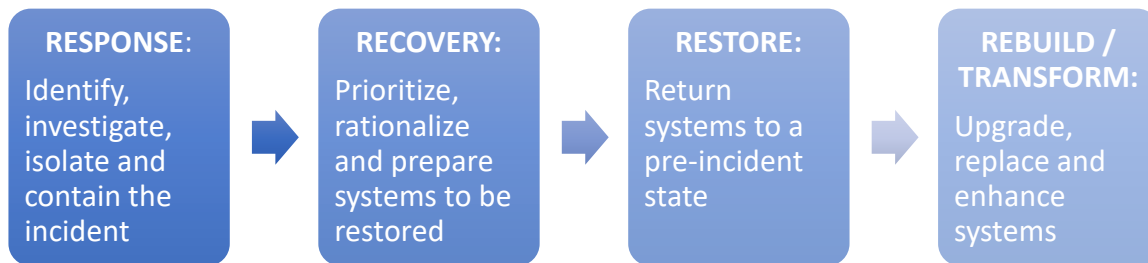 RESPONSE:
Identify,
investigate,
isolate and
contain the
incident
RECOVERY:
Prioritize,
rationalize
and prepare
systems to be
restored
RESTORE:
Return
systems to a
pre-incident
state
REBUILD /
TRANSFORM:
Upgrade,
replace and
enhance
systems